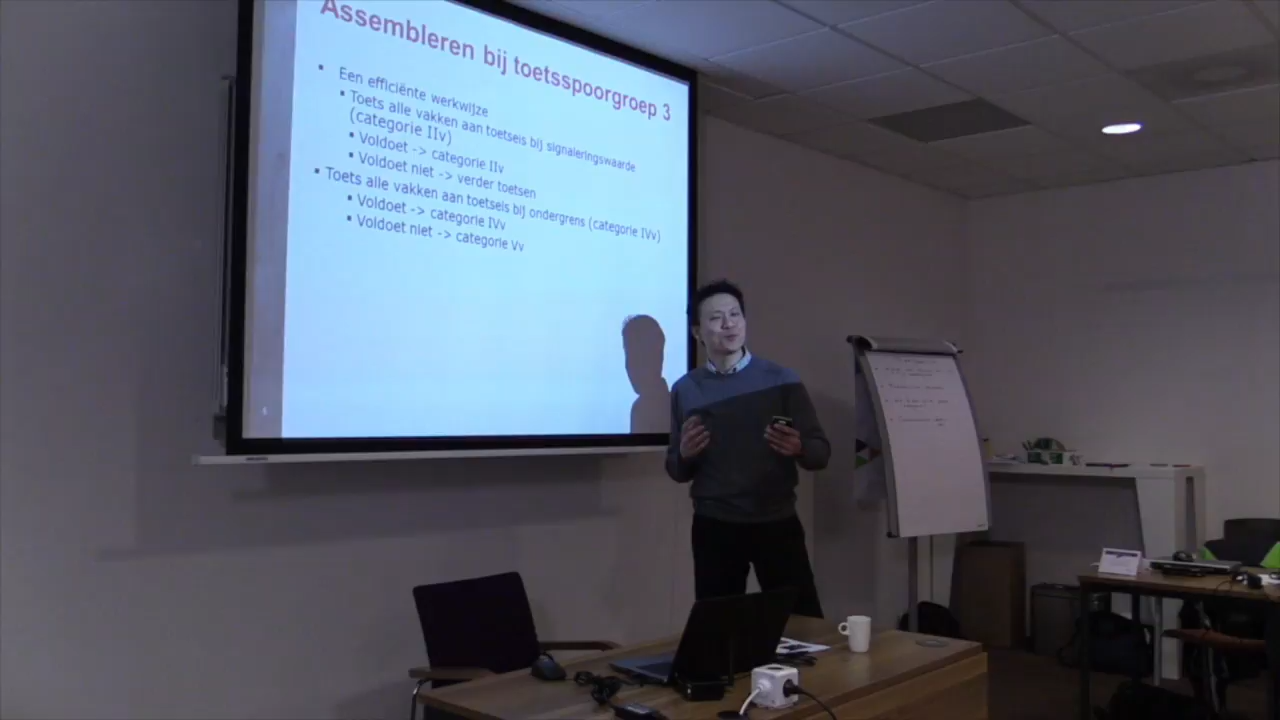 Assembleren bij toetsspoorgroep 3
▪ Een efficiënte werkwijze
▪ Toets alle vakken aan toetseis bij signaleringswaarde
(categorie IIv)
▪ Voldoet -> categorie IIv
▪ Voldoet niet -> verder toetsen
▪ Toets alle vakken aan toetseis bij ondergrens (categorie IVv)
▪ Voldoet -> categorie IVv
▪ Voldoet niet -> categorie Vv
6